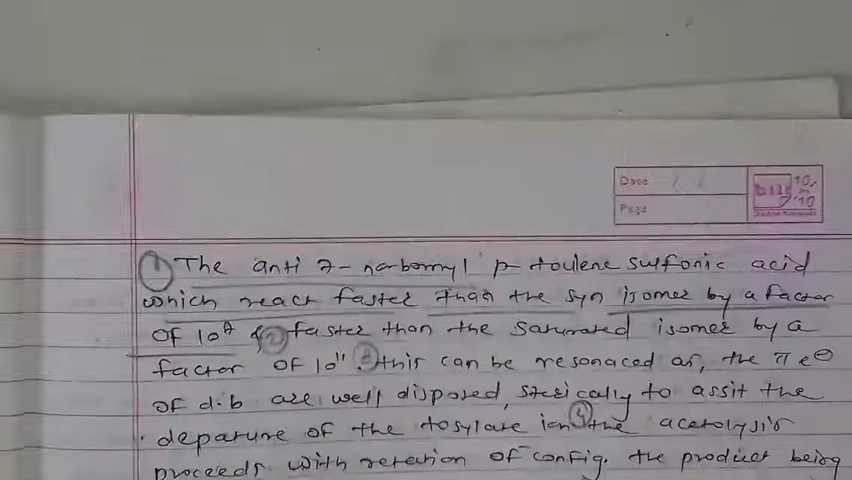 Date / /
Page
① The anti 7-norbornyl p-toulene sulfonic acid
which react faster than the syn isomer by a factor
of 10⁷ & ② faster than the saturated isomer by a
factor of 10¹¹. ③ this can be resonaced as, the π e⊖
of d.b are well disposed, sterically to assit the
deparure of the tosylate ion ④ the acetolysis
proceeds with retetion of config. the product being